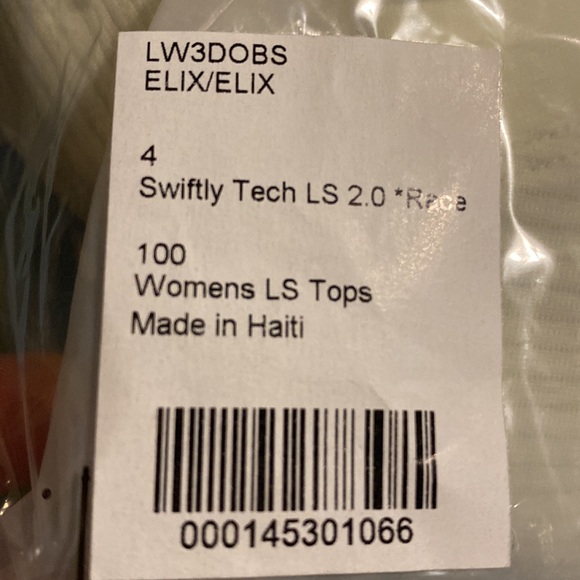 LW3DOBS
ELIX/ELIX
4
Swiftly Tech LS 2.0 *Race
100
Womens LS Tops
Made in Haiti
000145301066